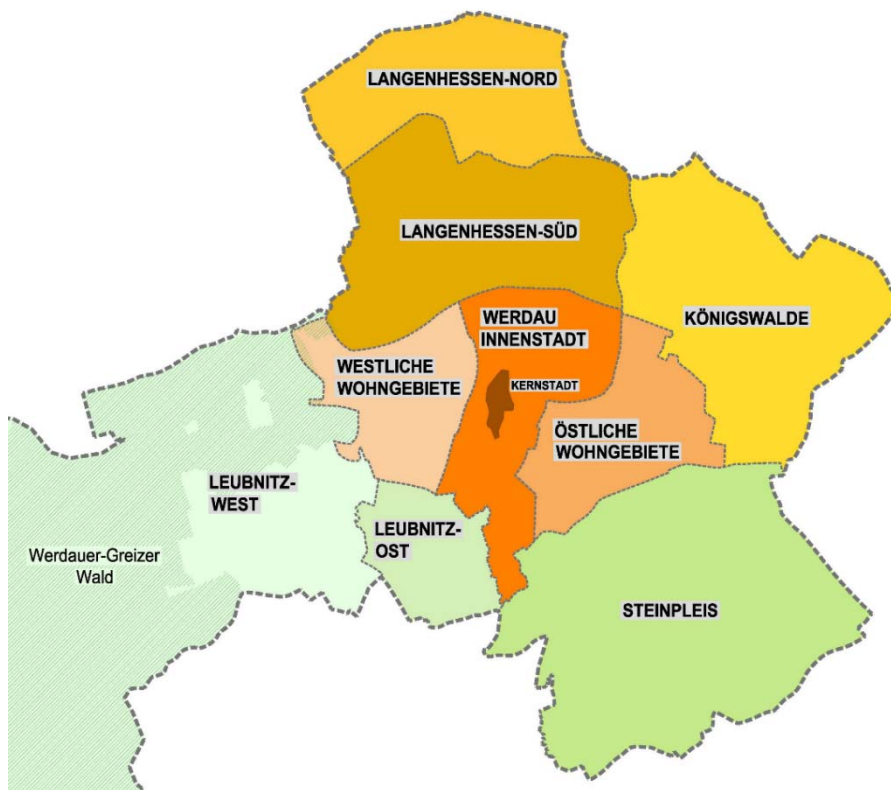 LANGENHESSEN-NORD
LANGENHESSEN-SÜD
KÖNIGSWALDE
WERDAU
INNENSTADT
WESTLICHE
WOHNGEBIETE
KERNSTADT
ÖSTLICHE
WOHNGEBIETE
LEUBNITZ-
WEST
LEUBNITZ-
OST
Werdauer-Greizer
Wald
STEINPLEIS